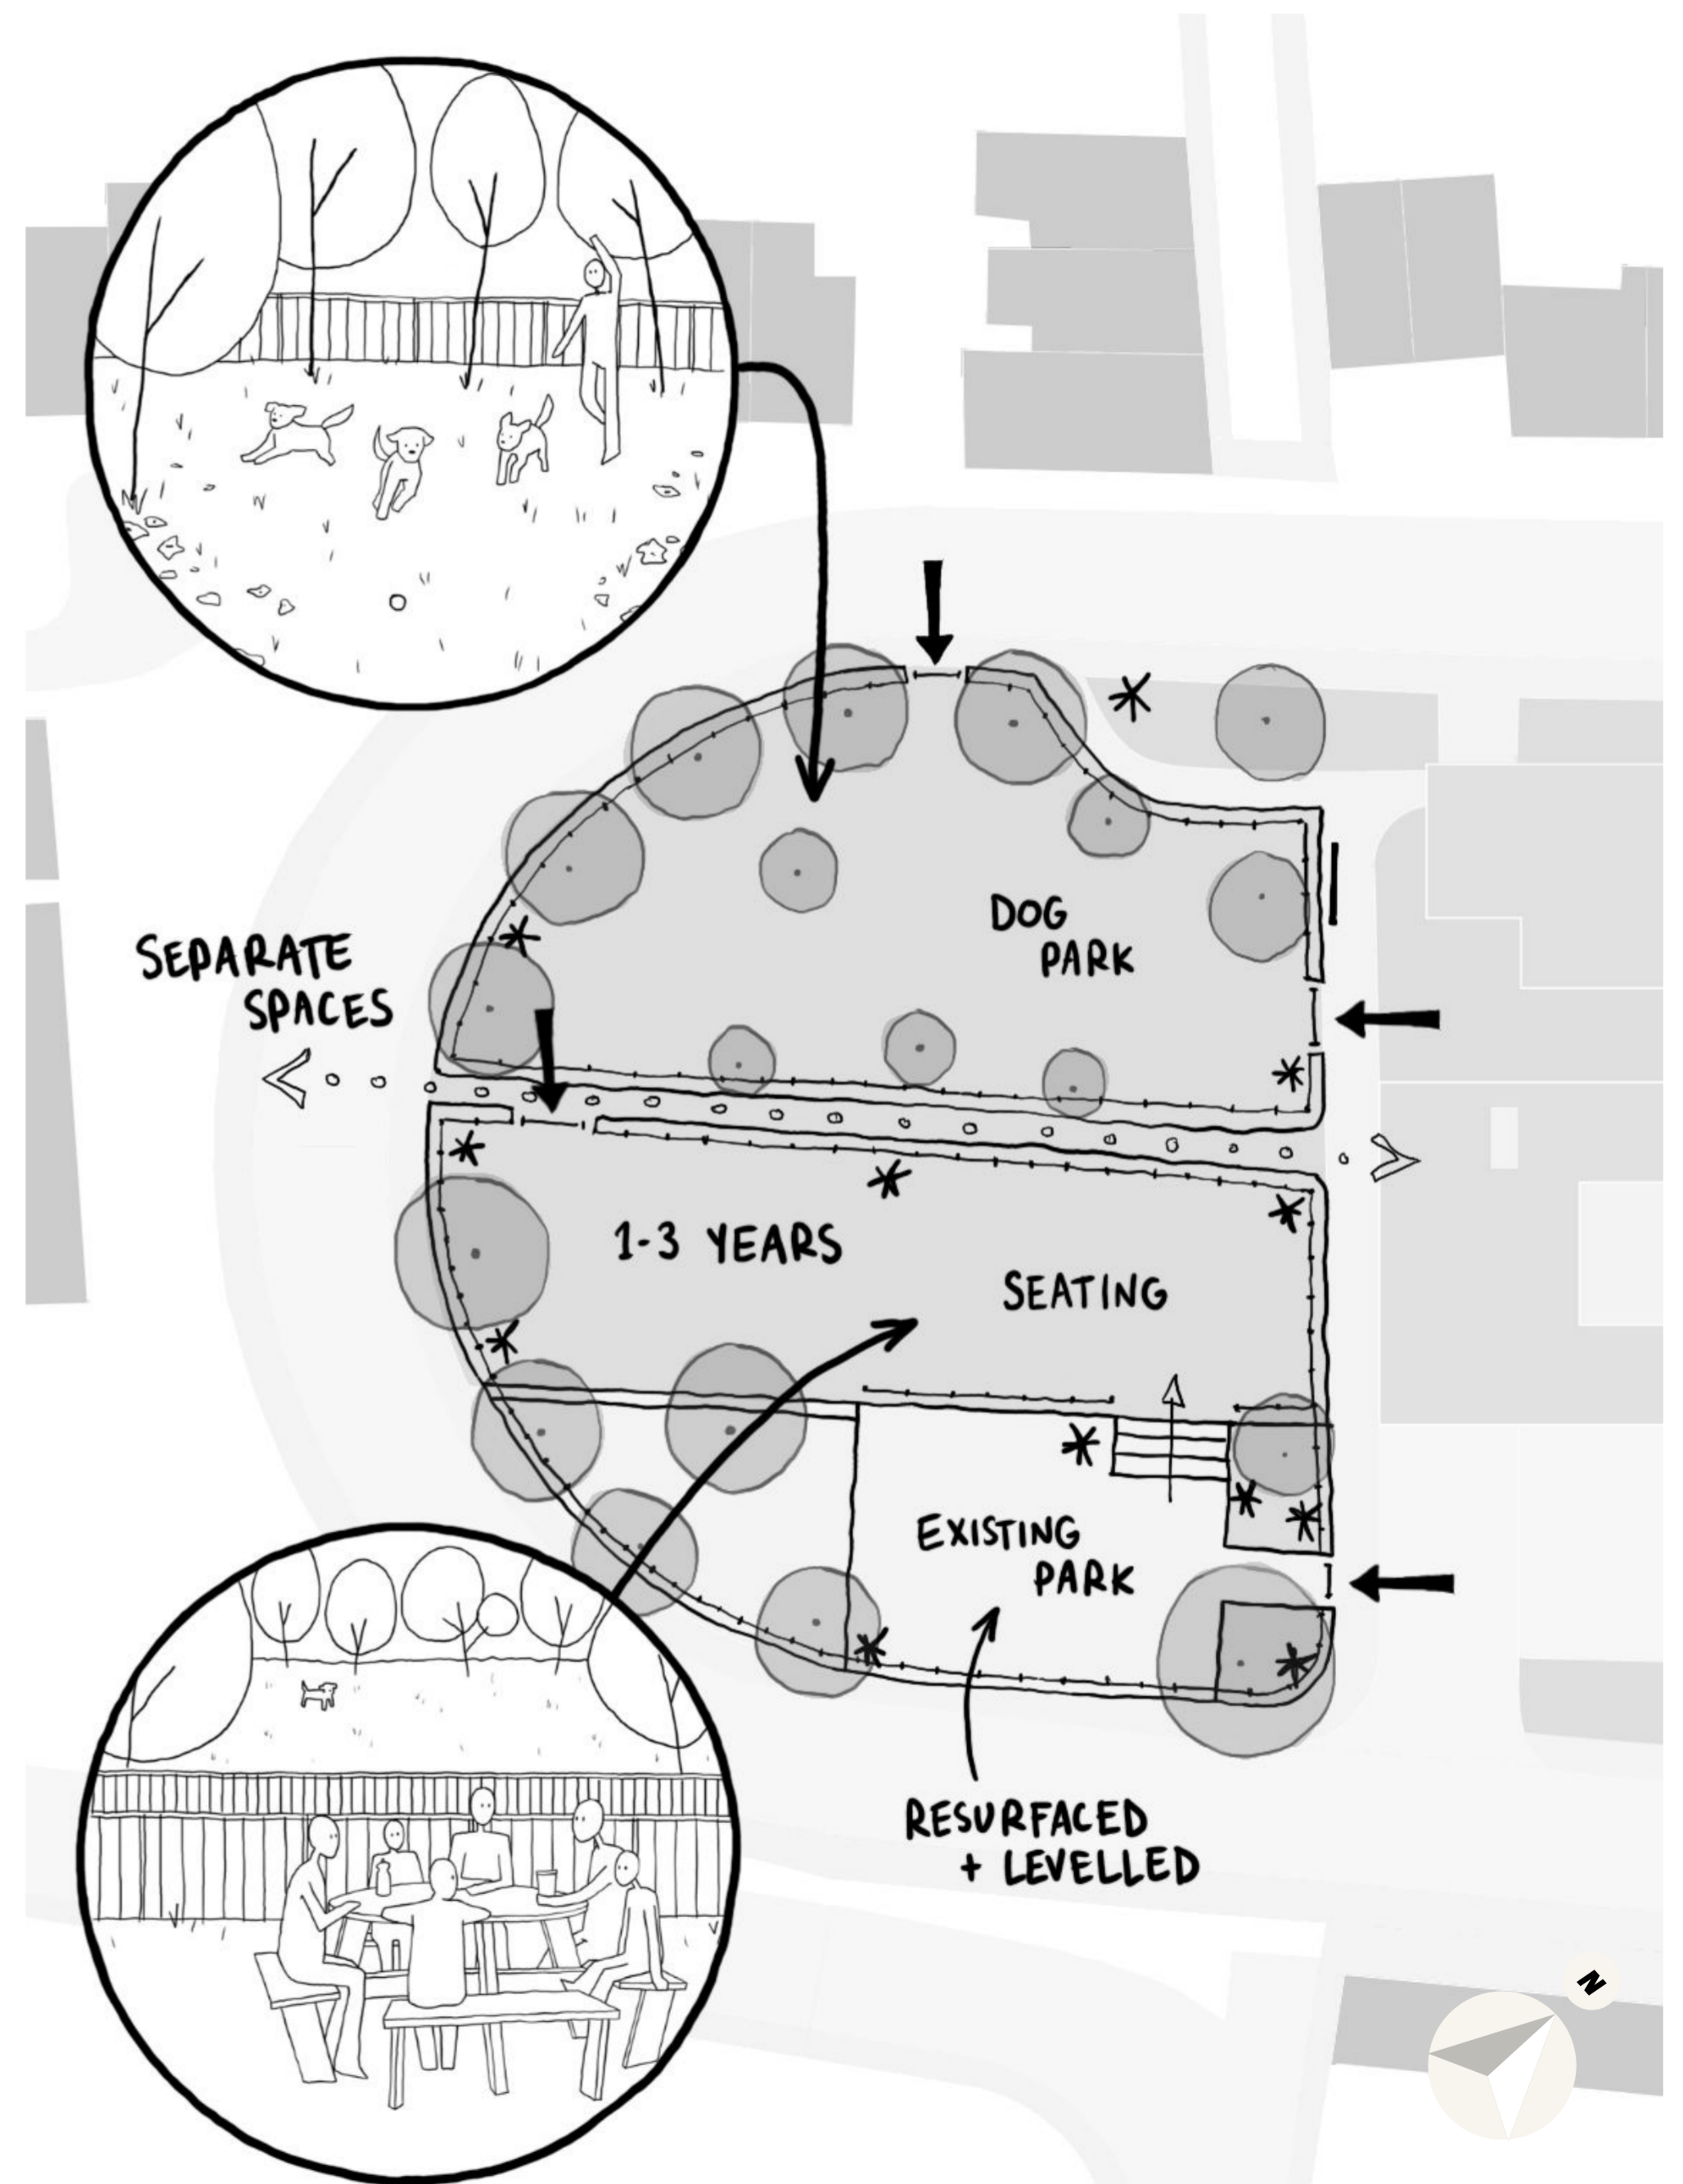 SEPARATE
SPACES
DOG
PARK
1-3 YEARS
SEATING
EXISTING
PARK
RESURFACED
+ LEVELLED
N